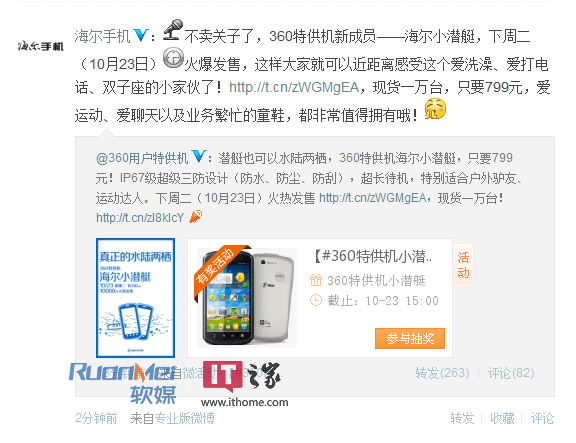 海尔手机
海尔手机V：不卖关子了，360特供机新成员——海尔小潜艇，下周二
（10月23日）火爆发售，这样大家就可以近距离感受这个爱洗澡、爱打电
话、双子座的小家伙了！http://t.cn/zWGMgEA，现货一万台，只要799元，爱
运动、爱聊天以及业务繁忙的童鞋，都非常值得拥有哦！
@360用户特供机V：潜艇也可以水陆两栖，360特供机海尔小潜艇，只要799
元！IP67级超级三防设计（防水、防尘、防刮），超长待机，特别适合户外驴友、
运动达人。下周二（10月23日）火热发售 http://t.cn/zWGMgEA，现货一万台！
http://t.cn/zl8klcY
真正的水陆两栖
海尔小潜艇
有奖活动
【#360特供机小潜..
360特供机小潜艇
截止：10-23 15:00
参与抽奖
活动
来自微活动
转发(263) 评论(82)
RuanMei
软媒
IT之家
www.ithome.com
2分钟前 来自专业版微博
转发 收藏 评论